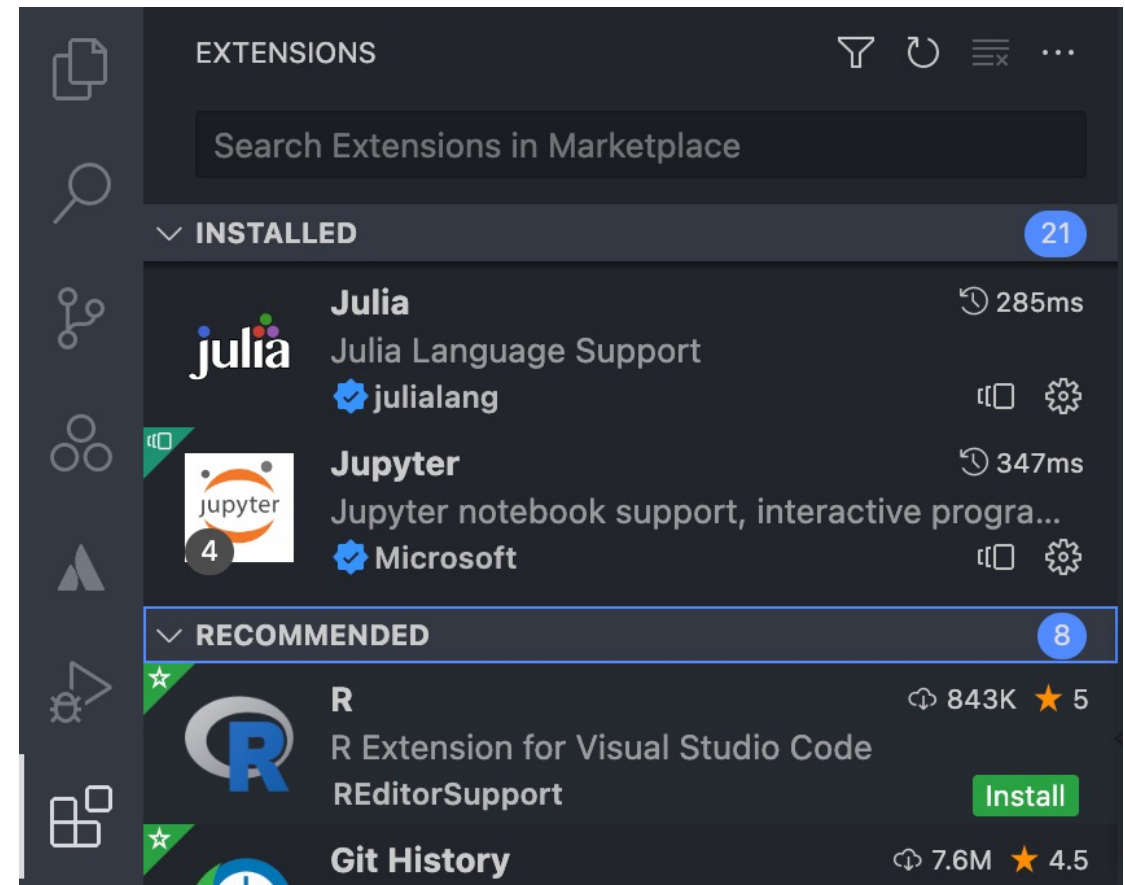 EXTENSIONS
Search Extensions in Marketplace
INSTALLED 21
julia
Julia 285ms
Julia Language Support
julialang
jupyter
4
Jupyter 347ms
Jupyter notebook support, interactive progra...
Microsoft
RECOMMENDED 8
R
R 843K 5
R Extension for Visual Studio Code
REditorSupport Install
Git History 7.6M 4.5